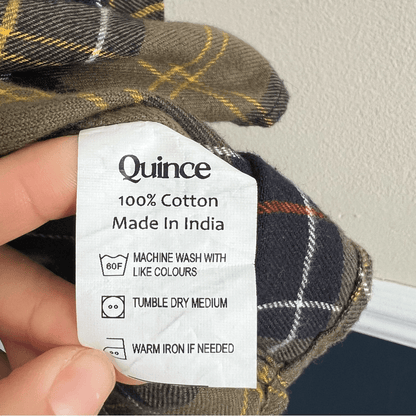 Quince
100% Cotton
Made In India
60F
MACHINE WASH WITH
LIKE COLOURS
TUMBLE DRY MEDIUM
WARM IRON IF NEEDED